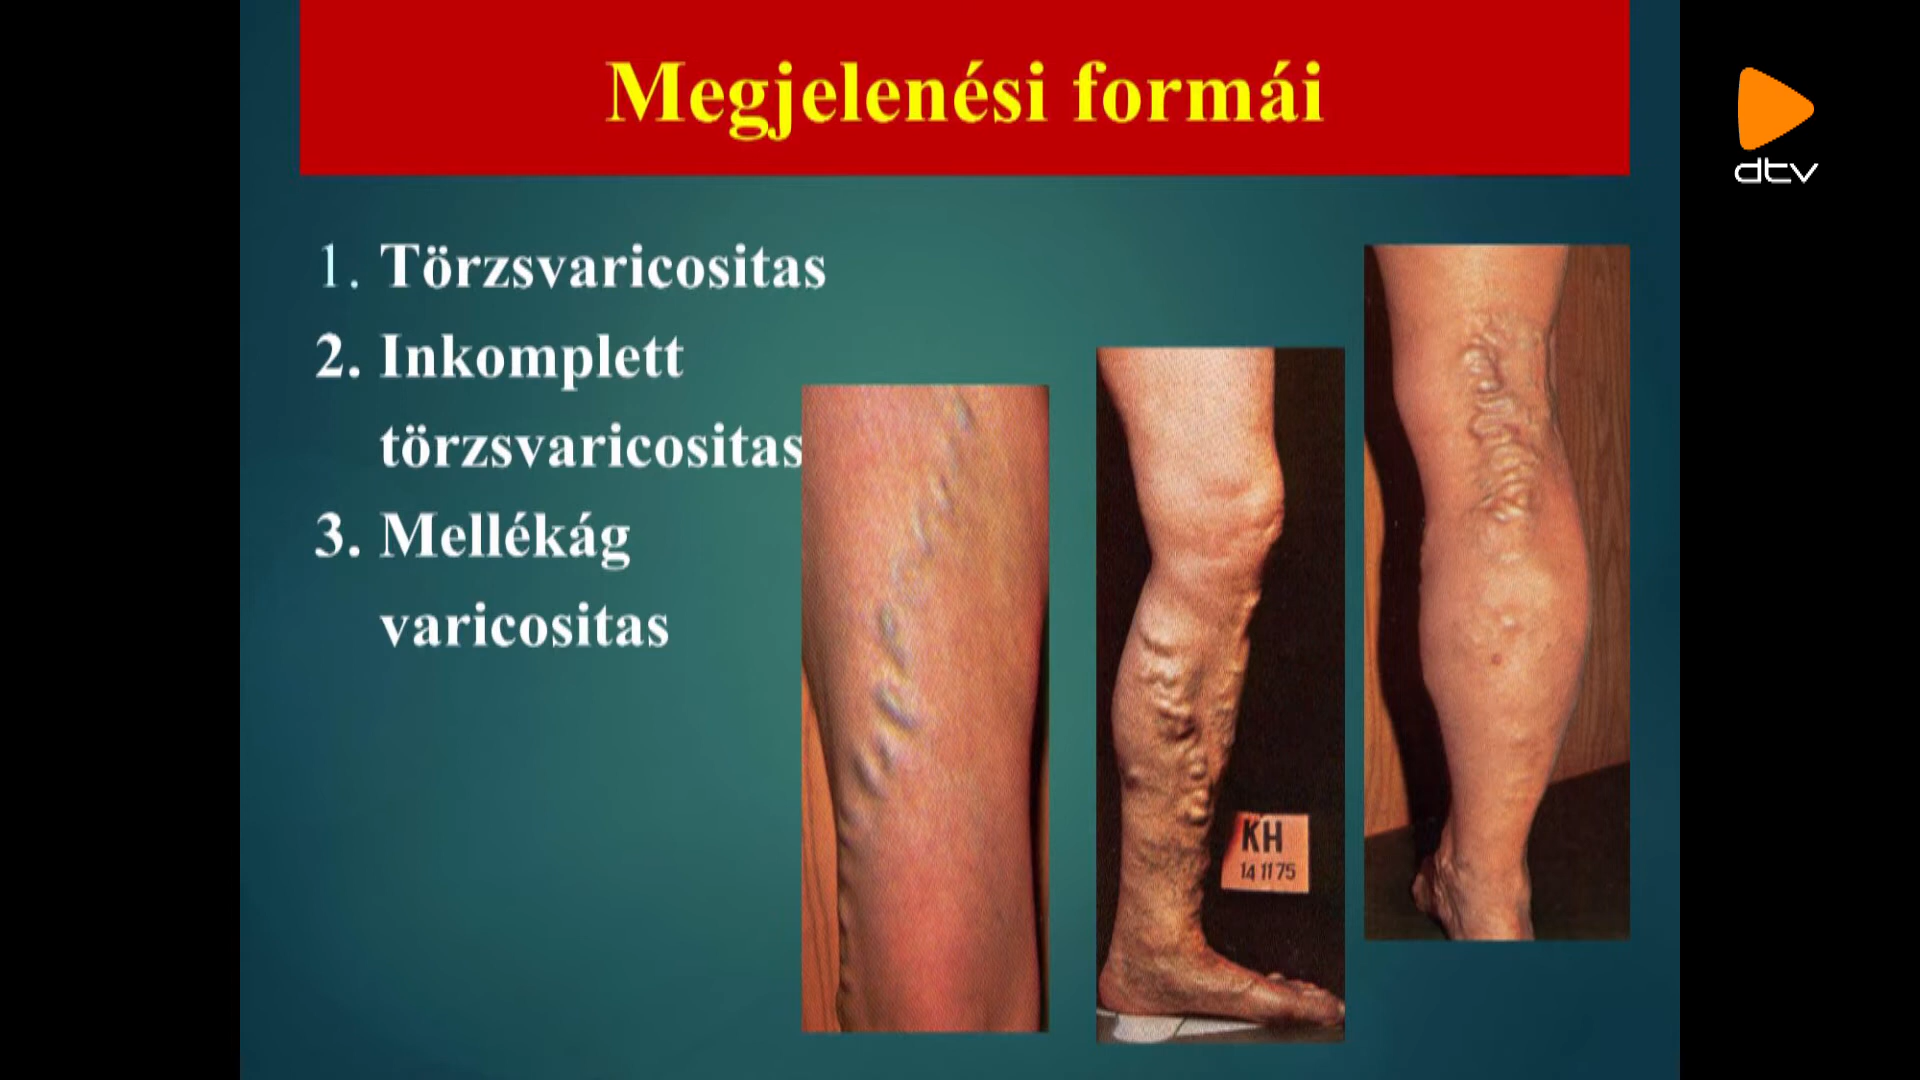 Megjelenési formái
dtv
1. Törzsvaricositas
2. Inkomplett
törzsvaricositas
3. Mellékág
varicositas
KH
14 11 75